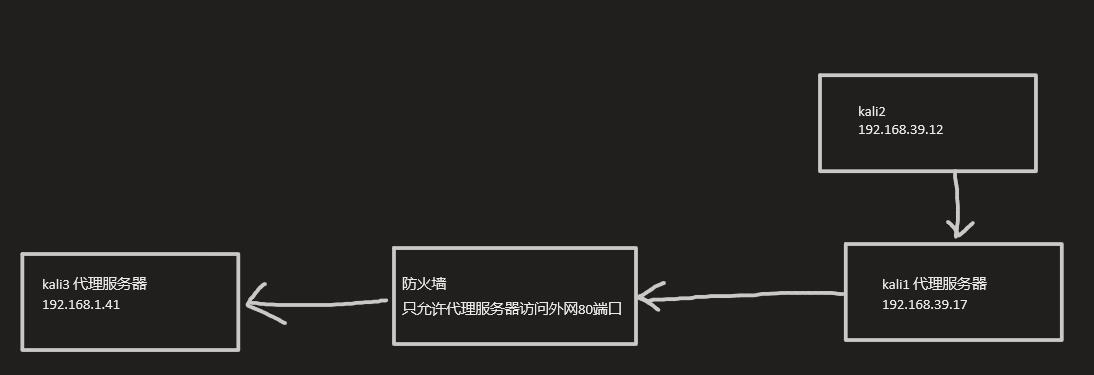 kali2
192.168.39.12
kali3 代理服务器
192.168.1.41
防火墙
只允许代理服务器访问外网80端口
kali1 代理服务器
192.168.39.17